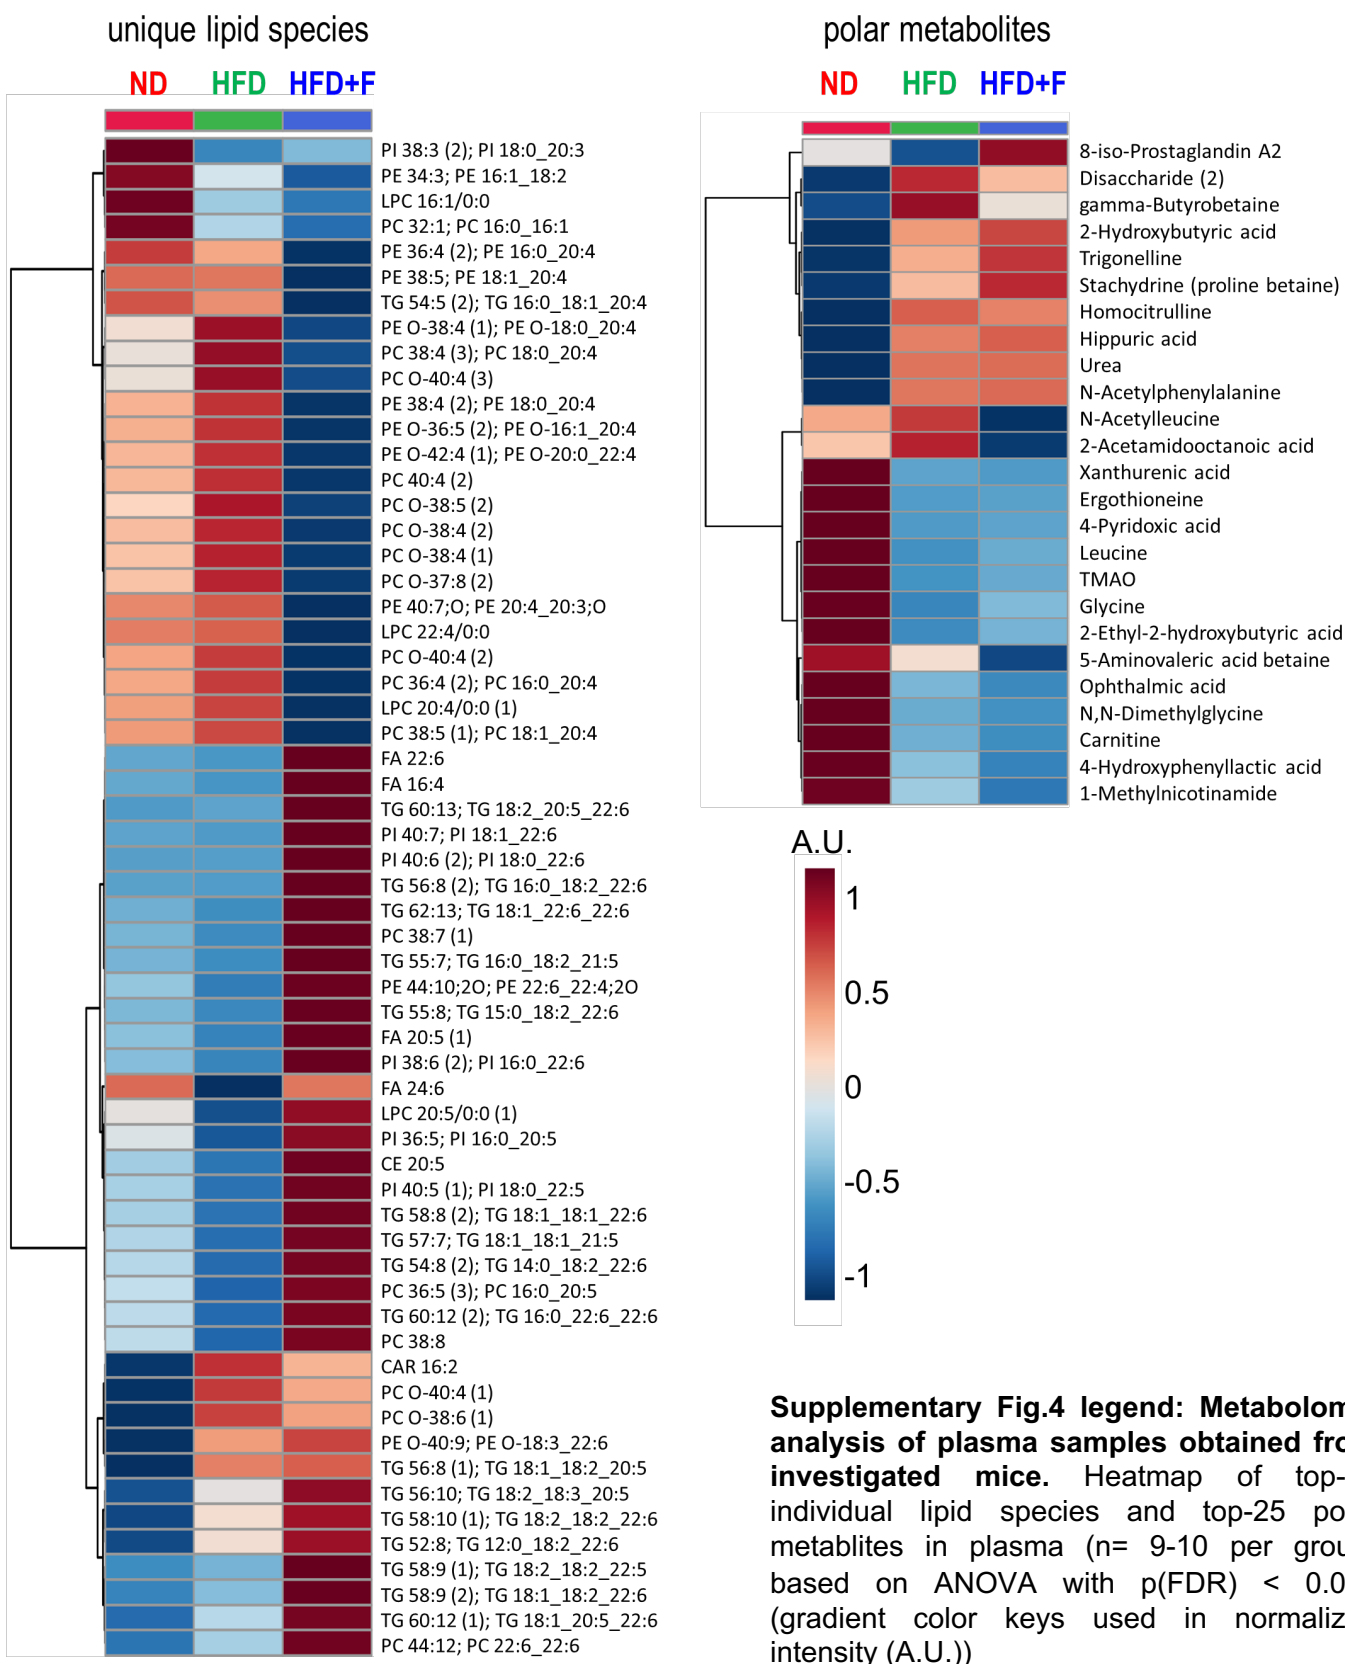 unique lipid species
ND HFD HFD+F
PI 38:3 (2); PI 18:0_20:3
PE 34:3; PE 16:1_18:2
LPC 16:1/0:0
PC 32:1; PC 16:0_16:1
PE 36:4 (2); PE 16:0_20:4
PE 38:5; PE 18:1_20:4
TG 54:5 (2); TG 16:0_18:1_20:4
PE O-38:4 (1); PE O-18:0_20:4
PC 38:4 (3); PC 18:0_20:4
PC O-40:4 (3)
PE 38:4 (2); PE 18:0_20:4
PE O-36:5 (2); PE O-16:1_20:4
PE O-42:4 (1); PE O-20:0_22:4
PC 40:4 (2)
PC O-38:5 (2)
PC O-38:4 (2)
PC O-38:4 (1)
PC O-37:8 (2)
PE 40:7;O; PE 20:4_20:3;O
LPC 22:4/0:0
PC O-40:4 (2)
PC 36:4 (2); PC 16:0_20:4
LPC 20:4/0:0 (1)
PC 38:5 (1); PC 18:1_20:4
FA 22:6
FA 16:4
TG 60:13; TG 18:2_20:5_22:6
PI 40:7; PI 18:1_22:6
PI 40:6 (2); PI 18:0_22:6
TG 56:8 (2); TG 16:0_18:2_22:6
TG 62:13; TG 18:1_22:6_22:6
PC 38:7 (1)
TG 55:7; TG 16:0_18:2_21:5
PE 44:10;2O; PE 22:6_22:4;2O
TG 55:8; TG 15:0_18:2_22:6
FA 20:5 (1)
PI 38:6 (2); PI 16:0_22:6
FA 24:6
LPC 20:5/0:0 (1)
PI 36:5; PI 16:0_20:5
CE 20:5
PI 40:5 (1); PI 18:0_22:5
TG 58:8 (2); TG 18:1_18:1_22:6
TG 57:7; TG 18:1_18:1_21:5
TG 54:8 (2); TG 14:0_18:2_22:6
PC 36:5 (3); PC 16:0_20:5
TG 60:12 (2); TG 16:0_22:6_22:6
PC 38:8
CAR 16:2
PC O-40:4 (1)
PC O-38:6 (1)
PE O-40:9; PE O-18:3_22:6
TG 56:8 (1); TG 18:1_18:2_20:5
TG 56:10; TG 18:2_18:3_20:5
TG 58:10 (1); TG 18:2_18:2_22:6
TG 52:8; TG 12:0_18:2_22:6
TG 58:9 (1); TG 18:2_18:2_22:5
TG 58:9 (2); TG 18:1_18:2_22:6
TG 60:12 (1); TG 18:1_20:5_22:6
PC 44:12; PC 22:6_22:6
polar metabolites
ND HFD HFD+F
8-iso-Prostaglandin A2
Disaccharide (2)
gamma-Butyrobetaine
2-Hydroxybutyric acid
Trigonelline
Stachydrine (proline betaine)
Homocitrulline
Hippuric acid
Urea
N-Acetylphenylalanine
N-Acetylleucine
2-Acetamidooctanoic acid
Xanthurenic acid
Ergothioneine
4-Pyridoxic acid
Leucine
TMAO
Glycine
2-Ethyl-2-hydroxybutyric acid
5-Aminovaleric acid betaine
Ophthalmic acid
N,N-Dimethylglycine
Carnitine
4-Hydroxyphenyllactic acid
1-Methylnicotinamide
A.U.
1
0.5
0
-0.5
-1
Supplementary Fig.4 legend: Metabolom
analysis of plasma samples obtained fro
investigated mice. Heatmap of top-
individual lipid species and top-25 po
metablites in plasma (n= 9-10 per grou
based on ANOVA with p(FDR) < 0.0
(gradient color keys used in normaliz
intensity (A.U.))